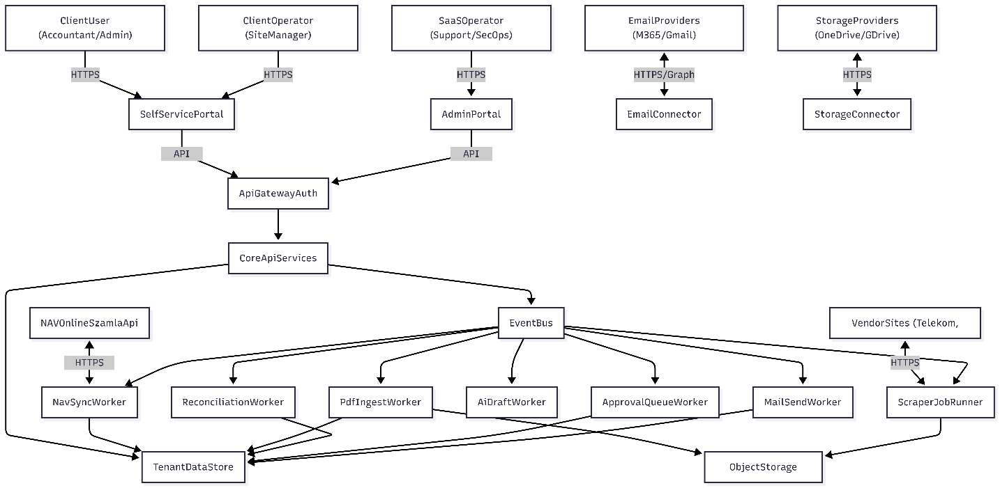 ClientUser
(Accountant/Admin)
ClientOperator
(SiteManager)
SaaSOperator
(Support/SecOps)
EmailProviders
(M365/Gmail)
StorageProviders
(OneDrive/GDrive)
HTTPS
HTTPS
HTTPS
HTTPS/Graph
HTTPS
SelfServicePortal
AdminPortal
EmailConnector
StorageConnector
API
API
ApiGatewayAuth
CoreApiServices
NAVOnlineSzamlaApi
EventBus
VendorSites (Telekom,
HTTPS
HTTPS
NavSyncWorker
ReconciliationWorker
PdfIngestWorker
AiDraftWorker
ApprovalQueueWorker
MailSendWorker
ScraperJobRunner
TenantDataStore
ObjectStorage